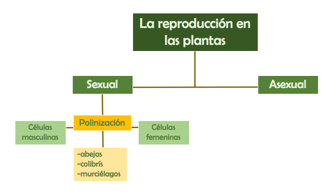 La reproducción en
las plantas
Sexual
Asexual
Polinización
Células
masculinas
Células
femeninas
-abejas
-colibrís
-murciélagos